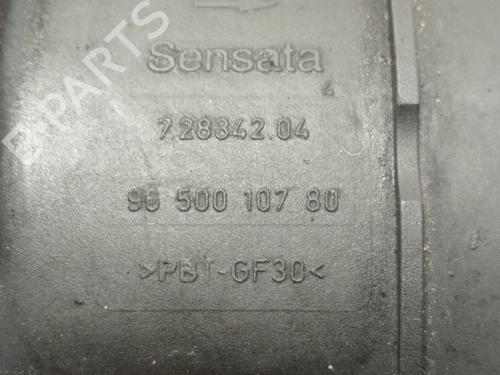 Sensata
4
7.28342.04
96 500 107 80
>PBT-GF30<
B-PARTS